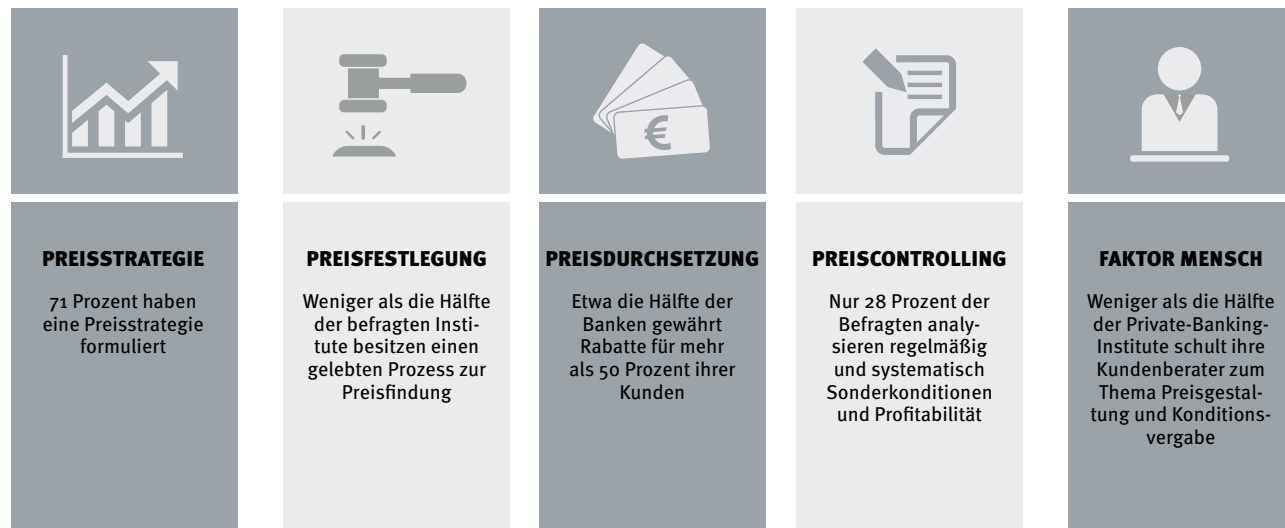 €
PREISSTRATEGIE
71 Prozent haben
eine Preisstrategie
formuliert
PREISFESTLEGUNG
Weniger als die Hälfte
der befragten Insti-
tute besitzen einen
gelebten Prozess zur
Preisfindung
PREISDURCHSETZUNG
Etwa die Hälfte der
Banken gewährt
Rabatte für mehr
als 50 Prozent ihrer
Kunden
PREISCONTROLLING
Nur 28 Prozent der
Befragten analy-
sieren regelmäßig
und systematisch
Sonderkonditionen
und Profitabilität
FAKTOR MENSCH
Weniger als die Hälfte
der Private-Banking-
Institute schult ihre
Kundenberater zum
Thema Preisgestal-
tung und Konditions-
vergabe